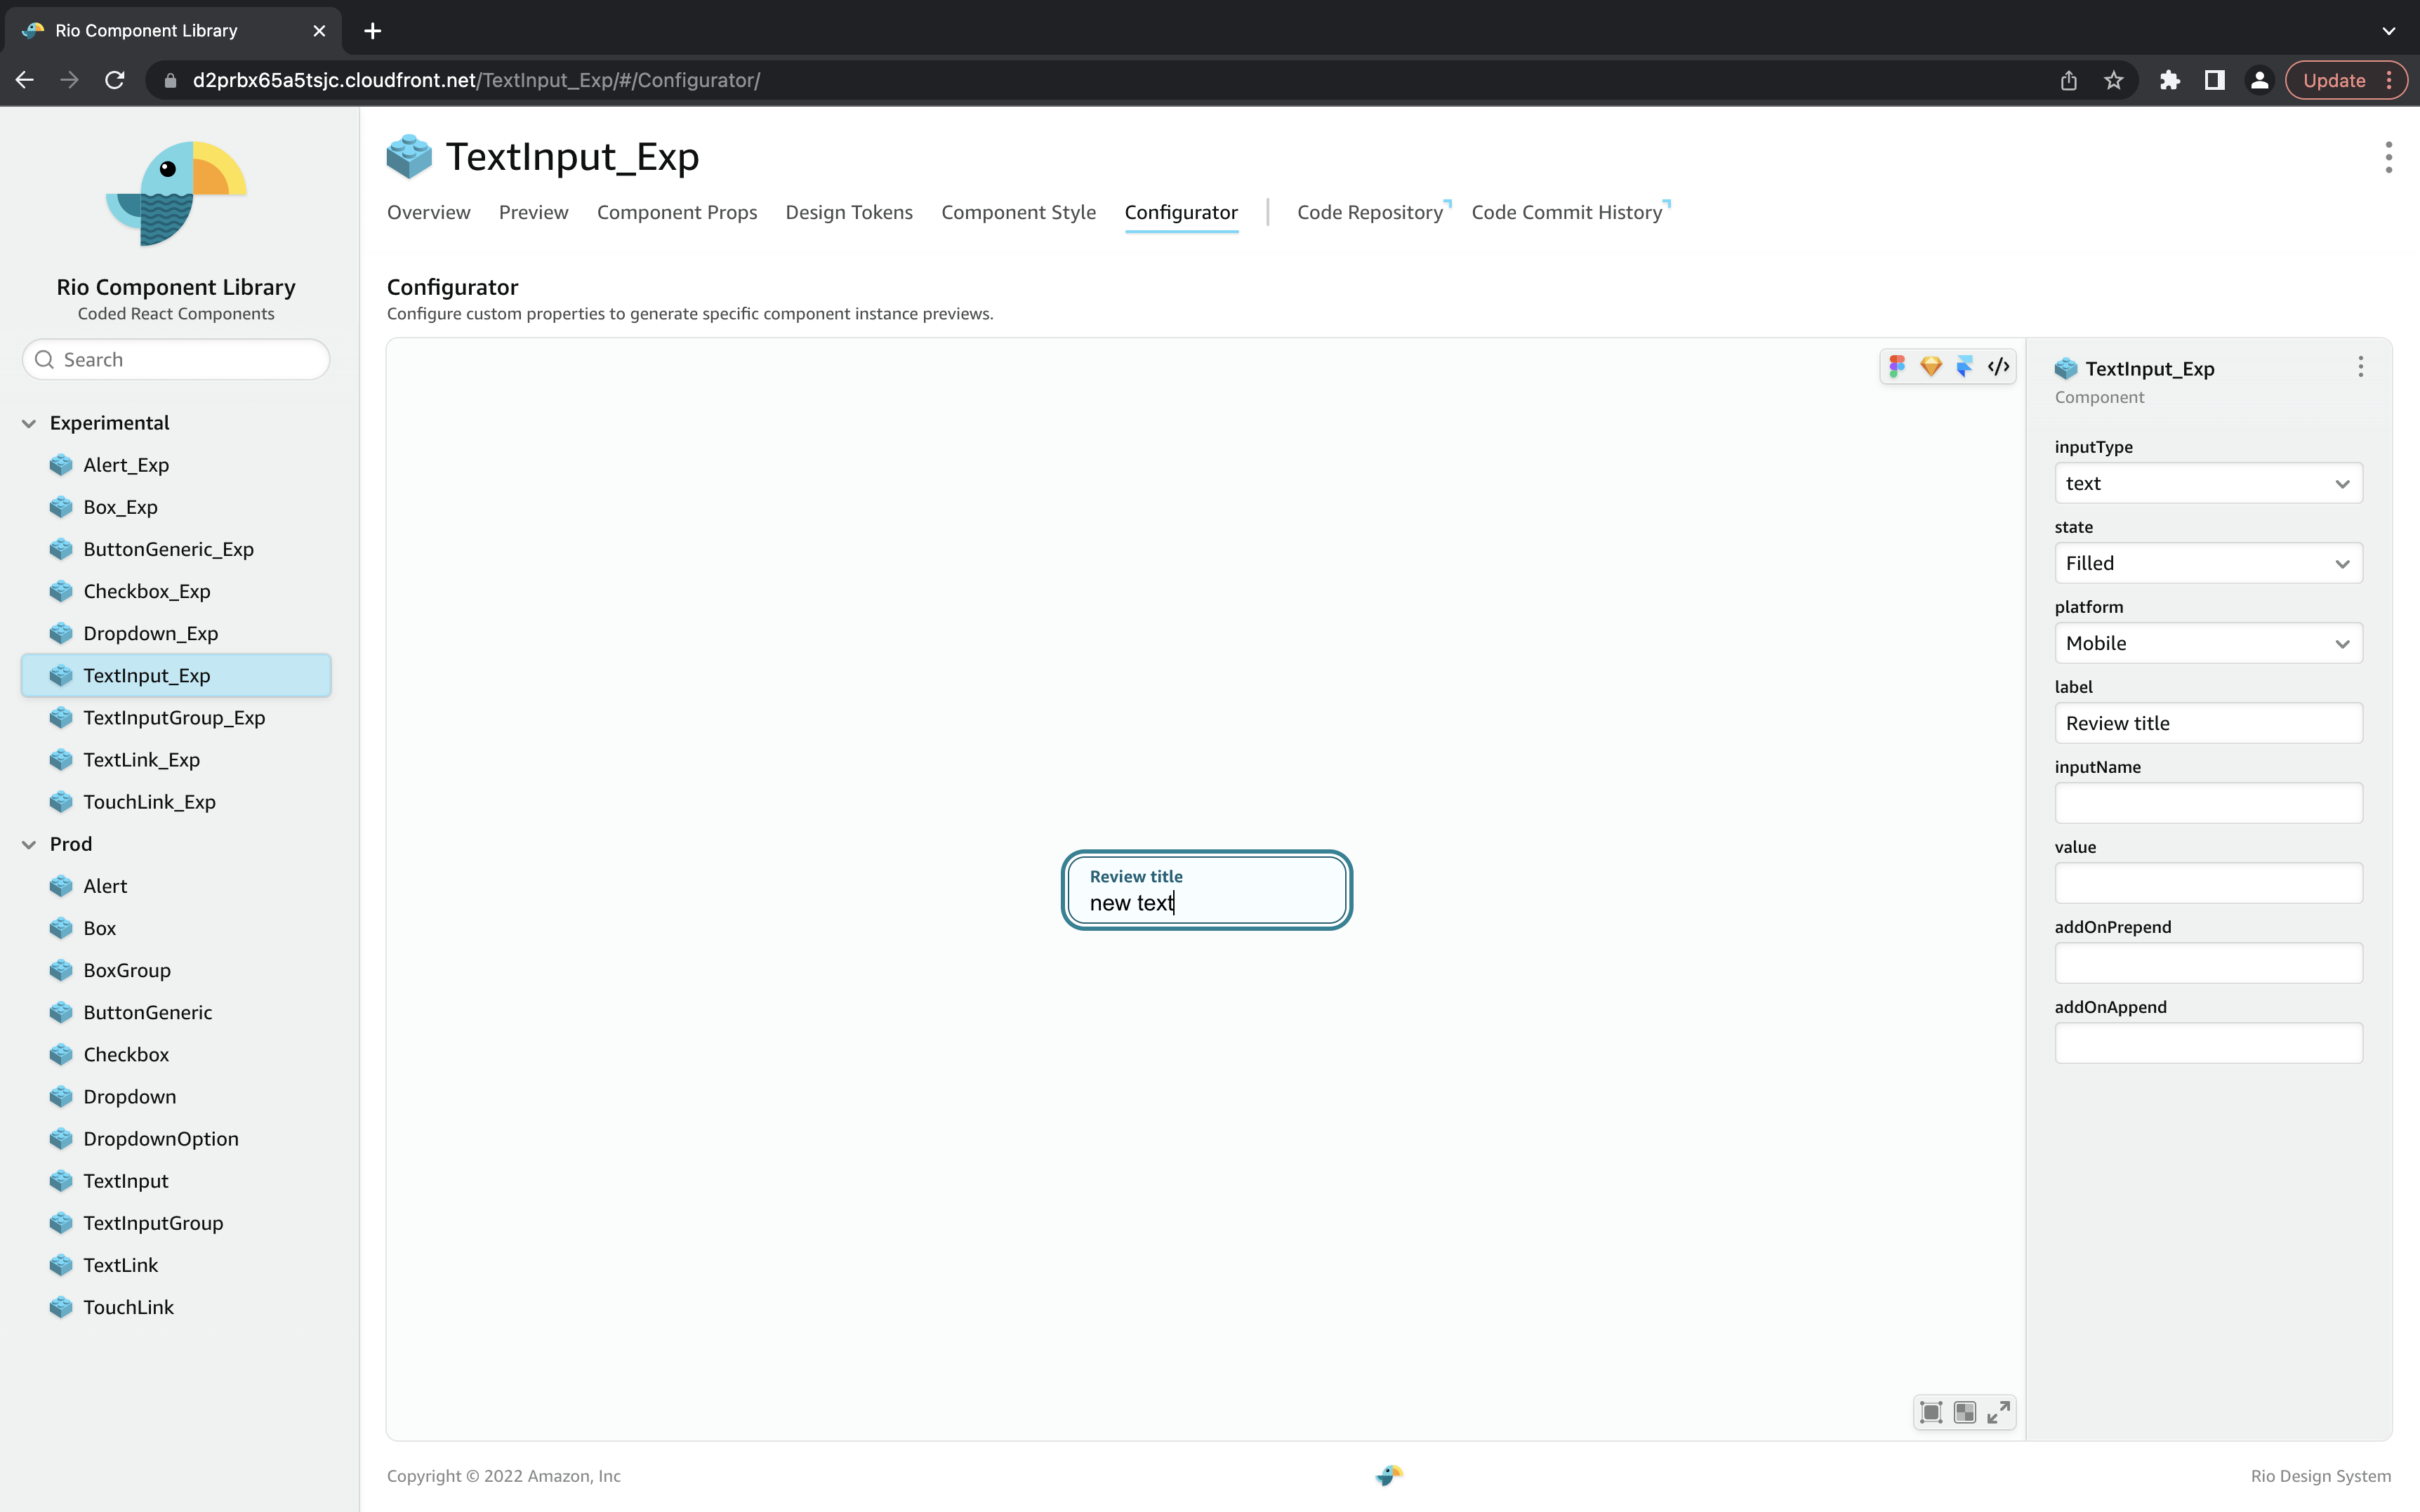 Rio Component Library
d2prbx65a5tsjc.cloudfront.net/TextInput_Exp/#/Configurator/
Update
Rio Component Library
Coded React Components
Search
Experimental
Alert_Exp
Box_Exp
ButtonGeneric_Exp
Checkbox_Exp
Dropdown_Exp
TextInput_Exp
TextInputGroup_Exp
TextLink_Exp
TouchLink_Exp
Prod
Alert
Box
BoxGroup
ButtonGeneric
Checkbox
Dropdown
DropdownOption
TextInput
TextInputGroup
TextLink
TouchLink
TextInput_Exp
Overview Preview Component Props Design Tokens Component Style Configurator Code Repository Code Commit History
Configurator
Configure custom properties to generate specific component instance previews.
Review title
new text
TextInput_Exp
Component
inputType
text
state
Filled
platform
Mobile
label
Review title
inputName
value
addOnPrepend
addOnAppend
Copyright © 2022 Amazon, Inc
Rio Design System